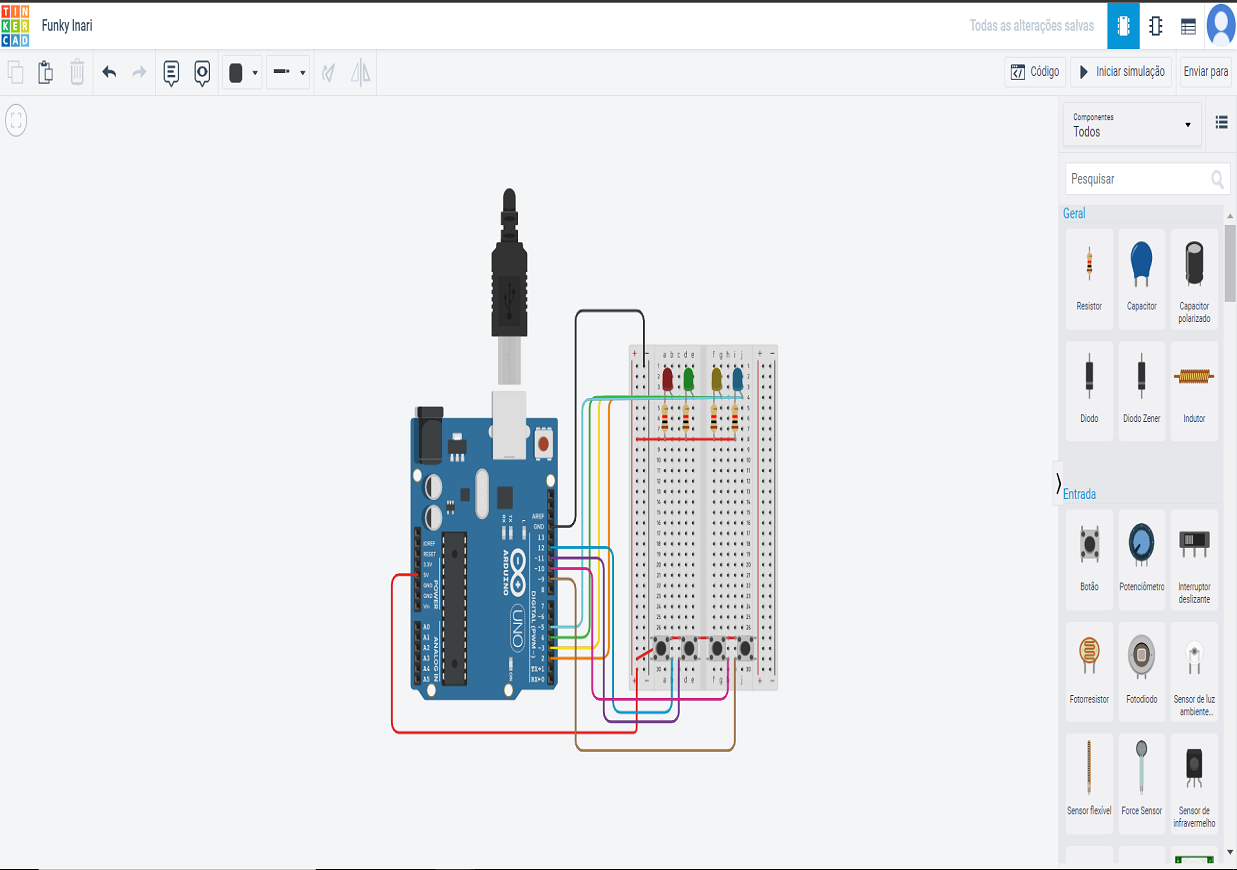 TIN
KER
CAD
Funky Inari
Todas as alterações salvas
Código
Iniciar simulação
Enviar para
Componentes
Todos
Pesquisar
Geral
Resistor
Capacitor
Capacitor
polarizado
Diodo
Diodo Zener
Indutor
Entrada
Botão
Potenciômetro
Interruptor
deslizante
Fotorresistor
Fotodiodo
Sensor de luz
ambiente...
Sensor flexível
Force Sensor
Sensor de
infravermelho
AREF
GND
13
12
~11
~10
~9
8
7
~6
~5
4
~3
2
TX→1
RX←0
IOREF
RESET
3.3V
5V
GND
GND
Vin
A0
A1
A2
A3
A4
A5
POWER
ANALOG IN
DIGITAL (PWM~)
ARDUINO
UNO
TX
RX
L
ON
+ − a b c d e f g h i j + −